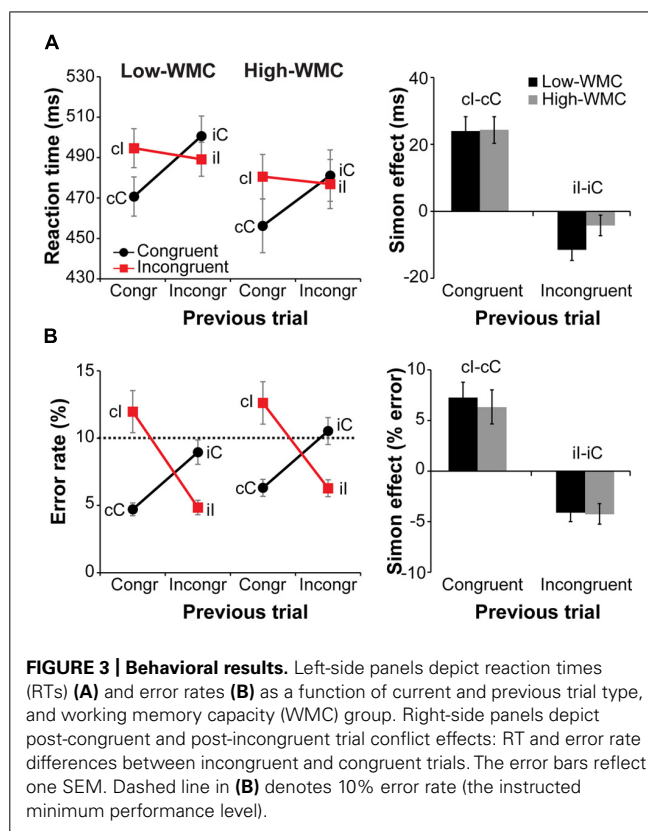 A
Low-WMC High-WMC
Reaction time (ms)
530
510
490
470
450
430
cI
cC
iC
iI
cI
cC
iC
iI
Congruent
Incongruent
Congr Incongr Congr Incongr
Previous trial
Simon effect (ms)
40
20
0
-20
Low-WMC
High-WMC
cI-cC
iI-iC
Congruent Incongruent
Previous trial
B
Error rate (%)
15
10
5
0
cI
cC
iC
iI
cI
cC
iC
iI
Congr Incongr Congr Incongr
Previous trial
Simon effect (% error)
10
5
0
-5
-10
cI-cC
iI-iC
Congruent Incongruent
Previous trial
FIGURE 3 | Behavioral results. Left-side panels depict reaction times
(RTs) (A) and error rates (B) as a function of current and previous trial type,
and working memory capacity (WMC) group. Right-side panels depict
post-congruent and post-incongruent trial conflict effects: RT and error rate
differences between incongruent and congruent trials. The error bars reflect
one SEM. Dashed line in (B) denotes 10% error rate (the instructed
minimum performance level).